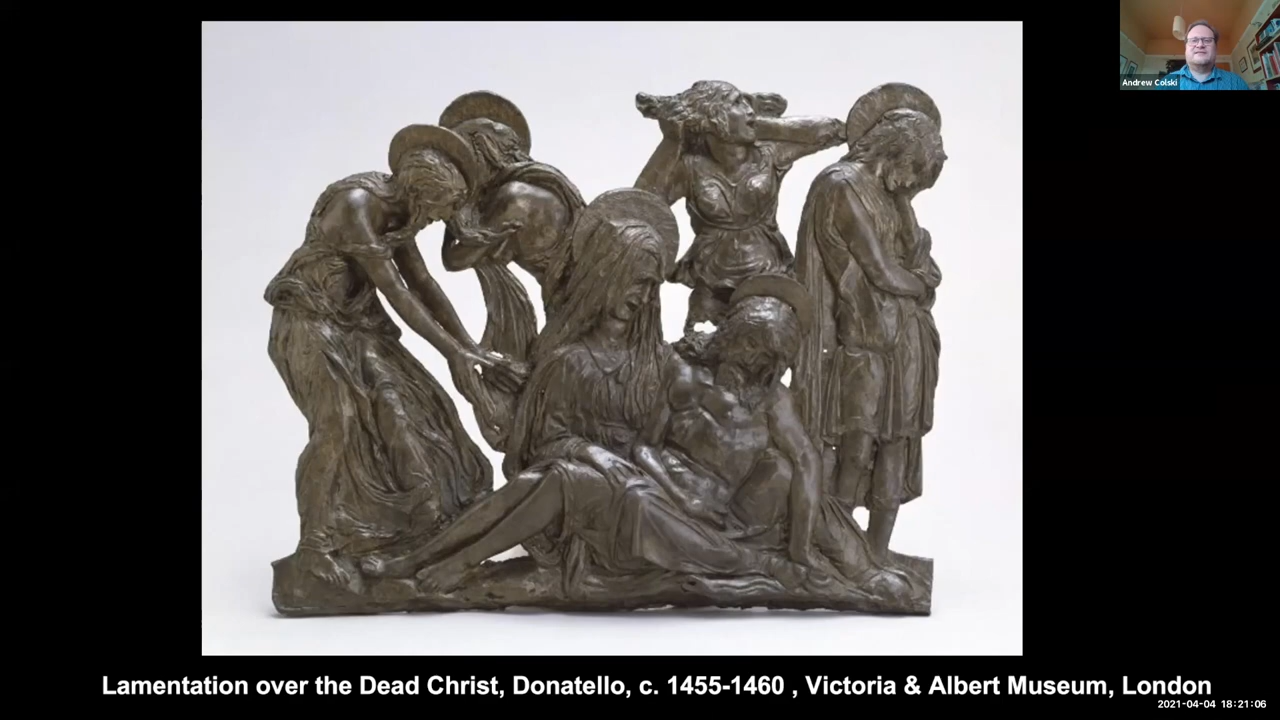 Andrew Colski
Lamentation over the Dead Christ, Donatello, c. 1455-1460 , Victoria & Albert Museum, London
2021-04-04 18:21:06